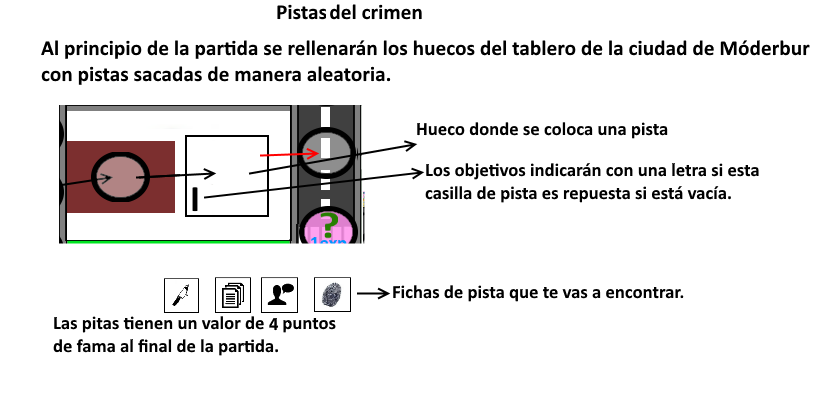 Pistas del crimen
Al principio de la partida se rellenarán los huecos del tablero de la ciudad de Móderbur
con pistas sacadas de manera aleatoria.
Hueco donde se coloca una pista
Los objetivos indicarán con una letra si esta
casilla de pista es repuesta si está vacía.
I
?
1exp
Fichas de pista que te vas a encontrar.
Las pitas tienen un valor de 4 puntos
de fama al final de la partida.